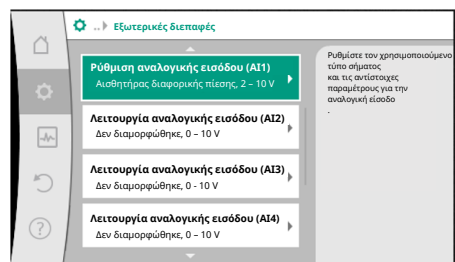 .. Εξωτερικές διεπαφές
Ρύθμιση αναλογικής εισόδου (AI1)
Αισθητήρας διαφορικής πίεσης, 2 – 10 V
Λειτουργία αναλογικής εισόδου (AI2)
Δεν διαμορφώθηκε, 0 – 10 V
Λειτουργία αναλογικής εισόδου (AI3)
Δεν διαμορφώθηκε, 0 - 10 V
Λειτουργία αναλογικής εισόδου (AI4)
Δεν διαμορφώθηκε, 0 – 10 V
Ρυθμίστε τον χρησιμοποιούμενο
τύπο σήματος
και τις αντίστοιχες
παραμέτρους για την
αναλογική είσοδο
.